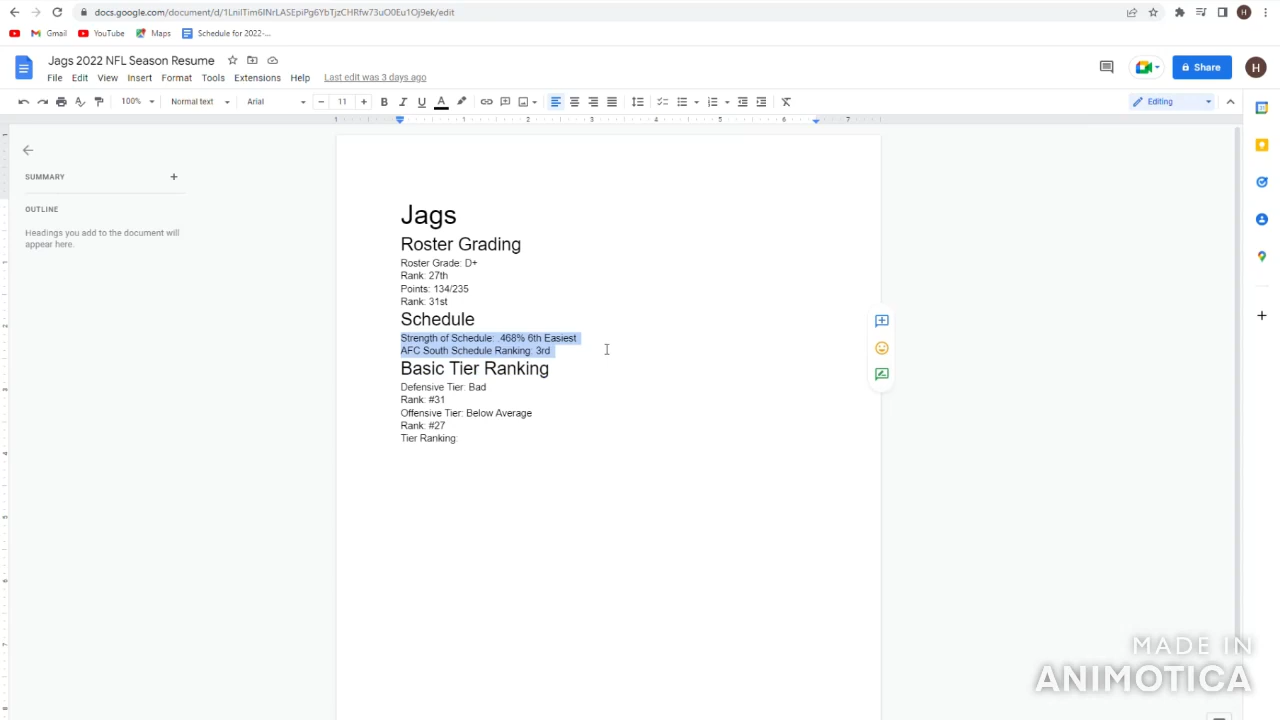 docs.google.com/document/d/1LnilTim6lNrLASEpiPg6YbTjzCHRfw73uO0Eu1Oj9ek/edit
Gmail
YouTube
Maps
Schedule for 2022-...
Jags 2022 NFL Season Resume
File Edit View Insert Format Tools Extensions Help Last edit was 3 days ago
Share
H
100% Normal text Arial 11 Editing
SUMMARY
OUTLINE
Headings you add to the document will
appear here.
Jags
Roster Grading
Roster Grade: D+
Rank: 27th
Points: 134/235
Rank: 31st
Schedule
Strength of Schedule: .468% 6th Easiest
AFC South Schedule Ranking: 3rd
Basic Tier Ranking
Defensive Tier: Bad
Rank: #31
Offensive Tier: Below Average
Rank: #27
Tier Ranking:
MADE IN
ANIMOTICA